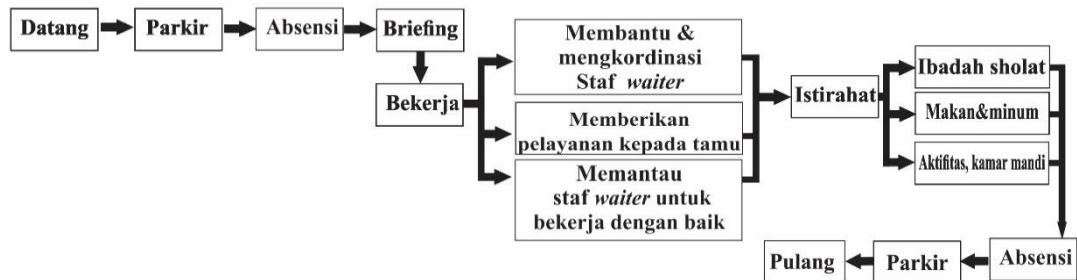 Datang
Parkir
Absensi
Briefing
Bekerja
Membantu &
mengkordinasi
Staf waiter
Memberikan
pelayanan kepada tamu
Memantau
staf waiter untuk
bekerja dengan baik
Istirahat
Ibadah sholat
Makan&minum
Aktifitas, kamar mandi
Absensi
Parkir
Pulang